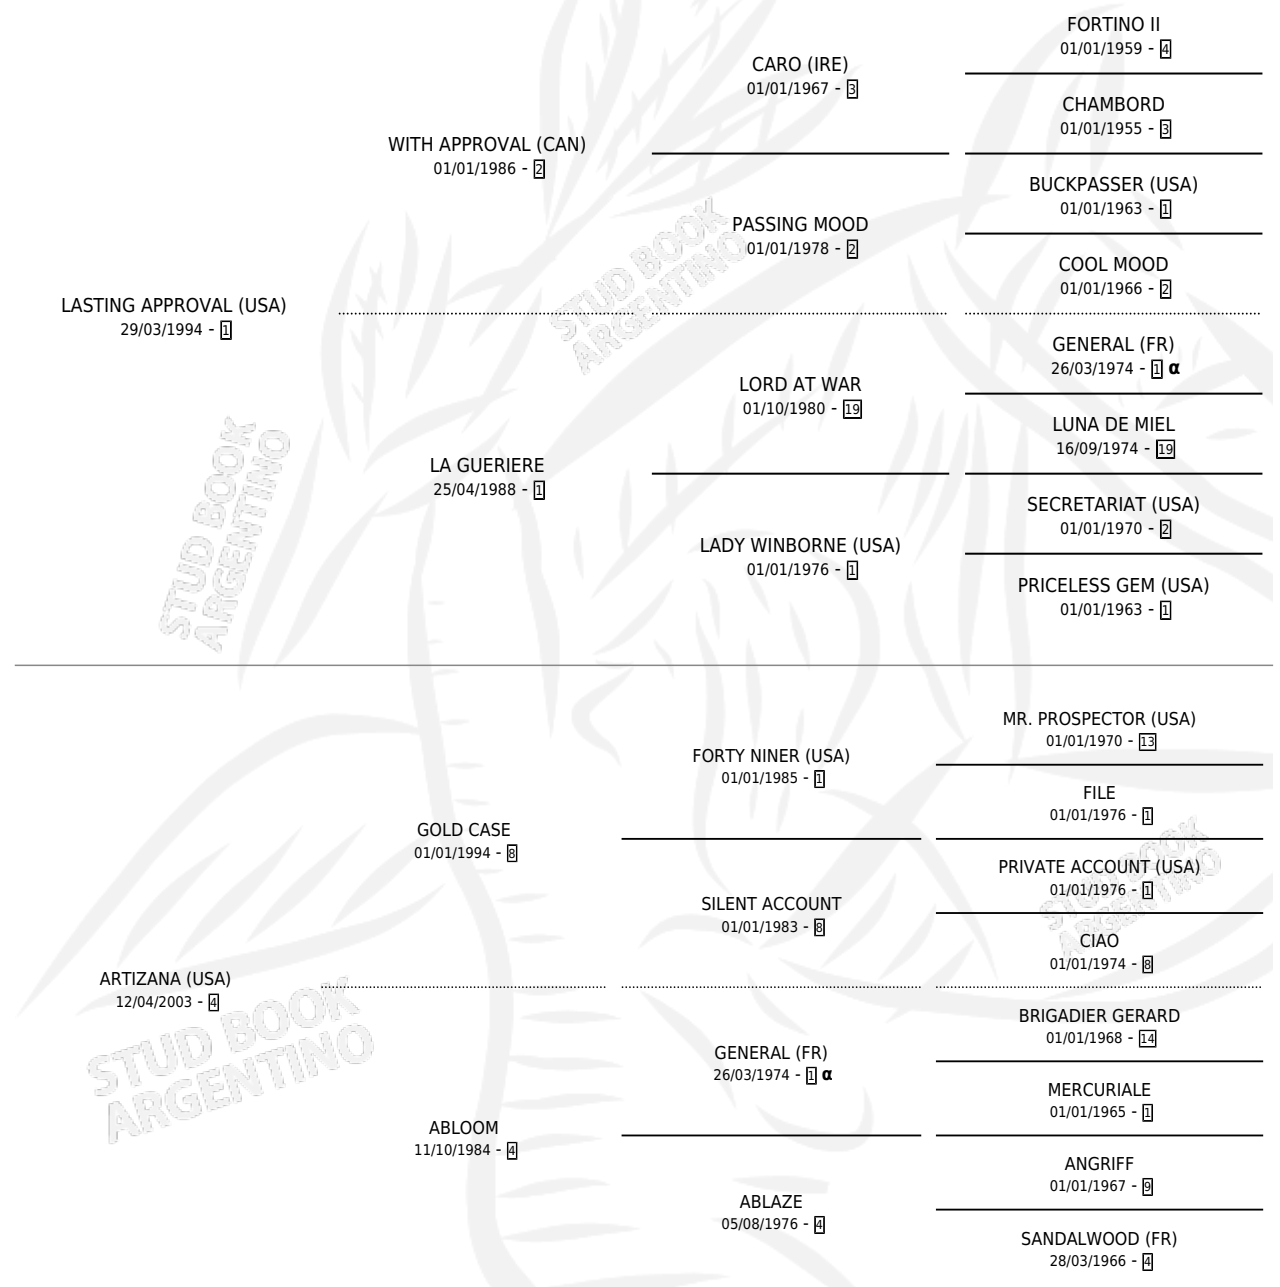 FORTINO II
01/01/1959 - 4
CARO (IRE)
01/01/1967 - 3
CHAMBORD
01/01/1955 - 3
WITH APPROVAL (CAN)
01/01/1986 - 2
BUCKPASSER (USA)
01/01/1963 - 1
PASSING MOOD
01/01/1978 - 2
COOL MOOD
01/01/1966 - 2
LASTING APPROVAL (USA)
29/03/1994 - 1
GENERAL (FR)
26/03/1974 - 1 α
LORD AT WAR
01/10/1980 - 19
LUNA DE MIEL
16/09/1974 - 19
LA GUERIERE
25/04/1988 - 1
SECRETARIAT (USA)
01/01/1970 - 2
LADY WINBORNE (USA)
01/01/1976 - 1
PRICELESS GEM (USA)
01/01/1963 - 1
STUD BOOK
ARGENTINO
STUD BOOK
ARGENTINO
MR. PROSPECTOR (USA)
01/01/1970 - 13
FORTY NINER (USA)
01/01/1985 - 1
FILE
01/01/1976 - 1
GOLD CASE
01/01/1994 - 8
PRIVATE ACCOUNT (USA)
01/01/1976 - 1
SILENT ACCOUNT
01/01/1983 - 8
CIAO
01/01/1974 - 8
ARTIZANA (USA)
12/04/2003 - 4
BRIGADIER GERARD
01/01/1968 - 14
GENERAL (FR)
26/03/1974 - 1 α
MERCURIALE
01/01/1965 - 1
ABLOOM
11/10/1984 - 4
ANGRIFF
01/01/1967 - 9
ABLAZE
05/08/1976 - 4
SANDALWOOD (FR)
28/03/1966 - 4
STUD BOOK
ARGENTINO
STUD BOOK
ARGENTINO